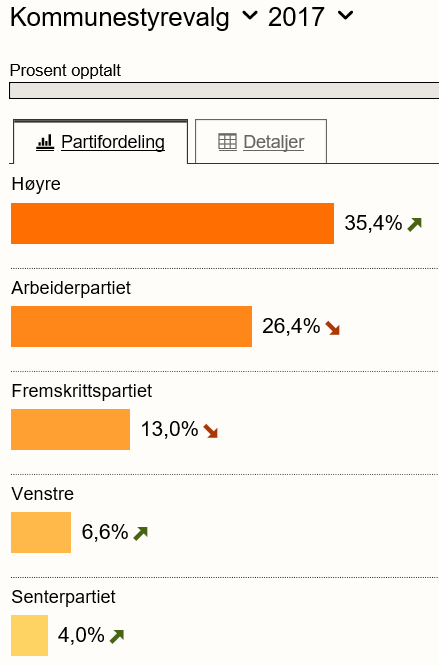 Kommunestyrevalg 2017
Prosent opptalt
Partifordeling Detaljer
Høyre
35,4%
Arbeiderpartiet
26,4%
Fremskrittspartiet
13,0%
Venstre
6,6%
Senterpartiet
4,0%